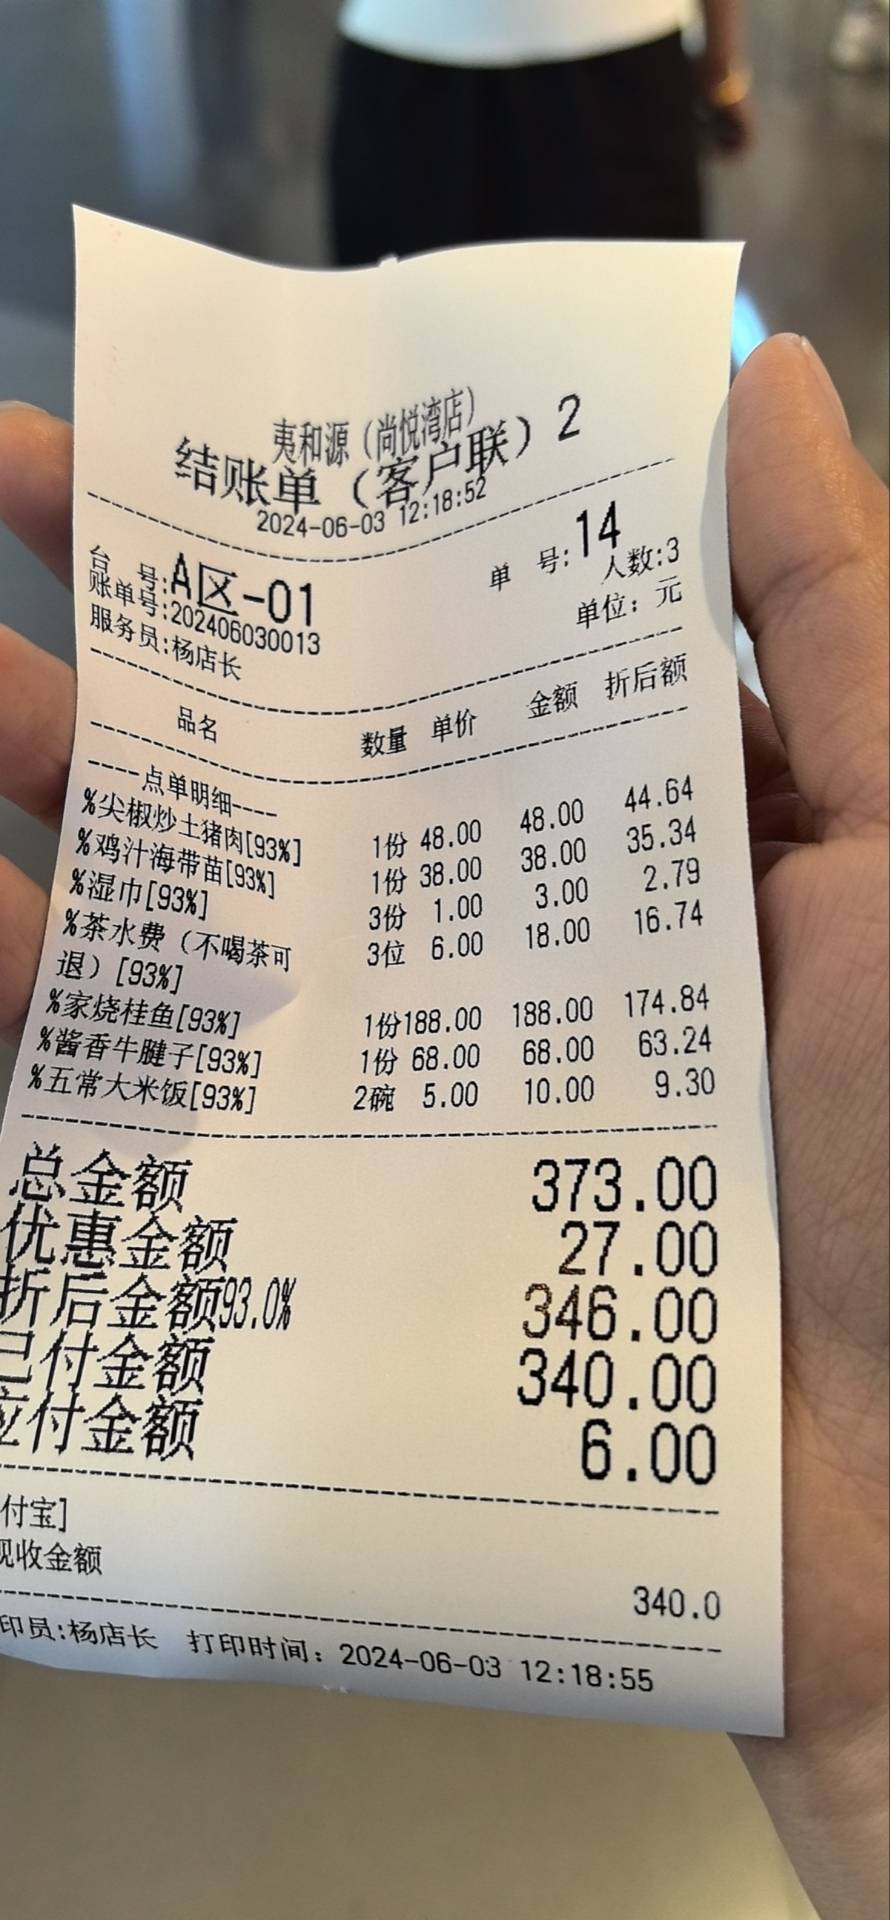 夷和源（尚悦湾店）
结账单（客户联）2
2024-06-03 12:18:52
台 号:A区-01 单 号:14
账单号:202406030013 人数:3
服务员:杨店长 单位：元
品名 数量 单价 金额 折后额
----点单明细----
%尖椒炒土猪肉[93%] 1份 48.00 48.00 44.64
%鸡汁海带苗[93%] 1份 38.00 38.00 35.34
%湿巾[93%] 3份 1.00 3.00 2.79
%茶水费（不喝茶可 3位 6.00 18.00 16.74
退）[93%]
%家烧桂鱼[93%] 1份188.00 188.00 174.84
%酱香牛腱子[93%] 1份 68.00 68.00 63.24
%五常大米饭[93%] 2碗 5.00 10.00 9.30
总金额 373.00
优惠金额 27.00
折后金额93.0% 346.00
已付金额 340.00
应付金额 6.00
付宝]
现收金额 340.0
印员:杨店长 打印时间：2024-06-03 12:18:55